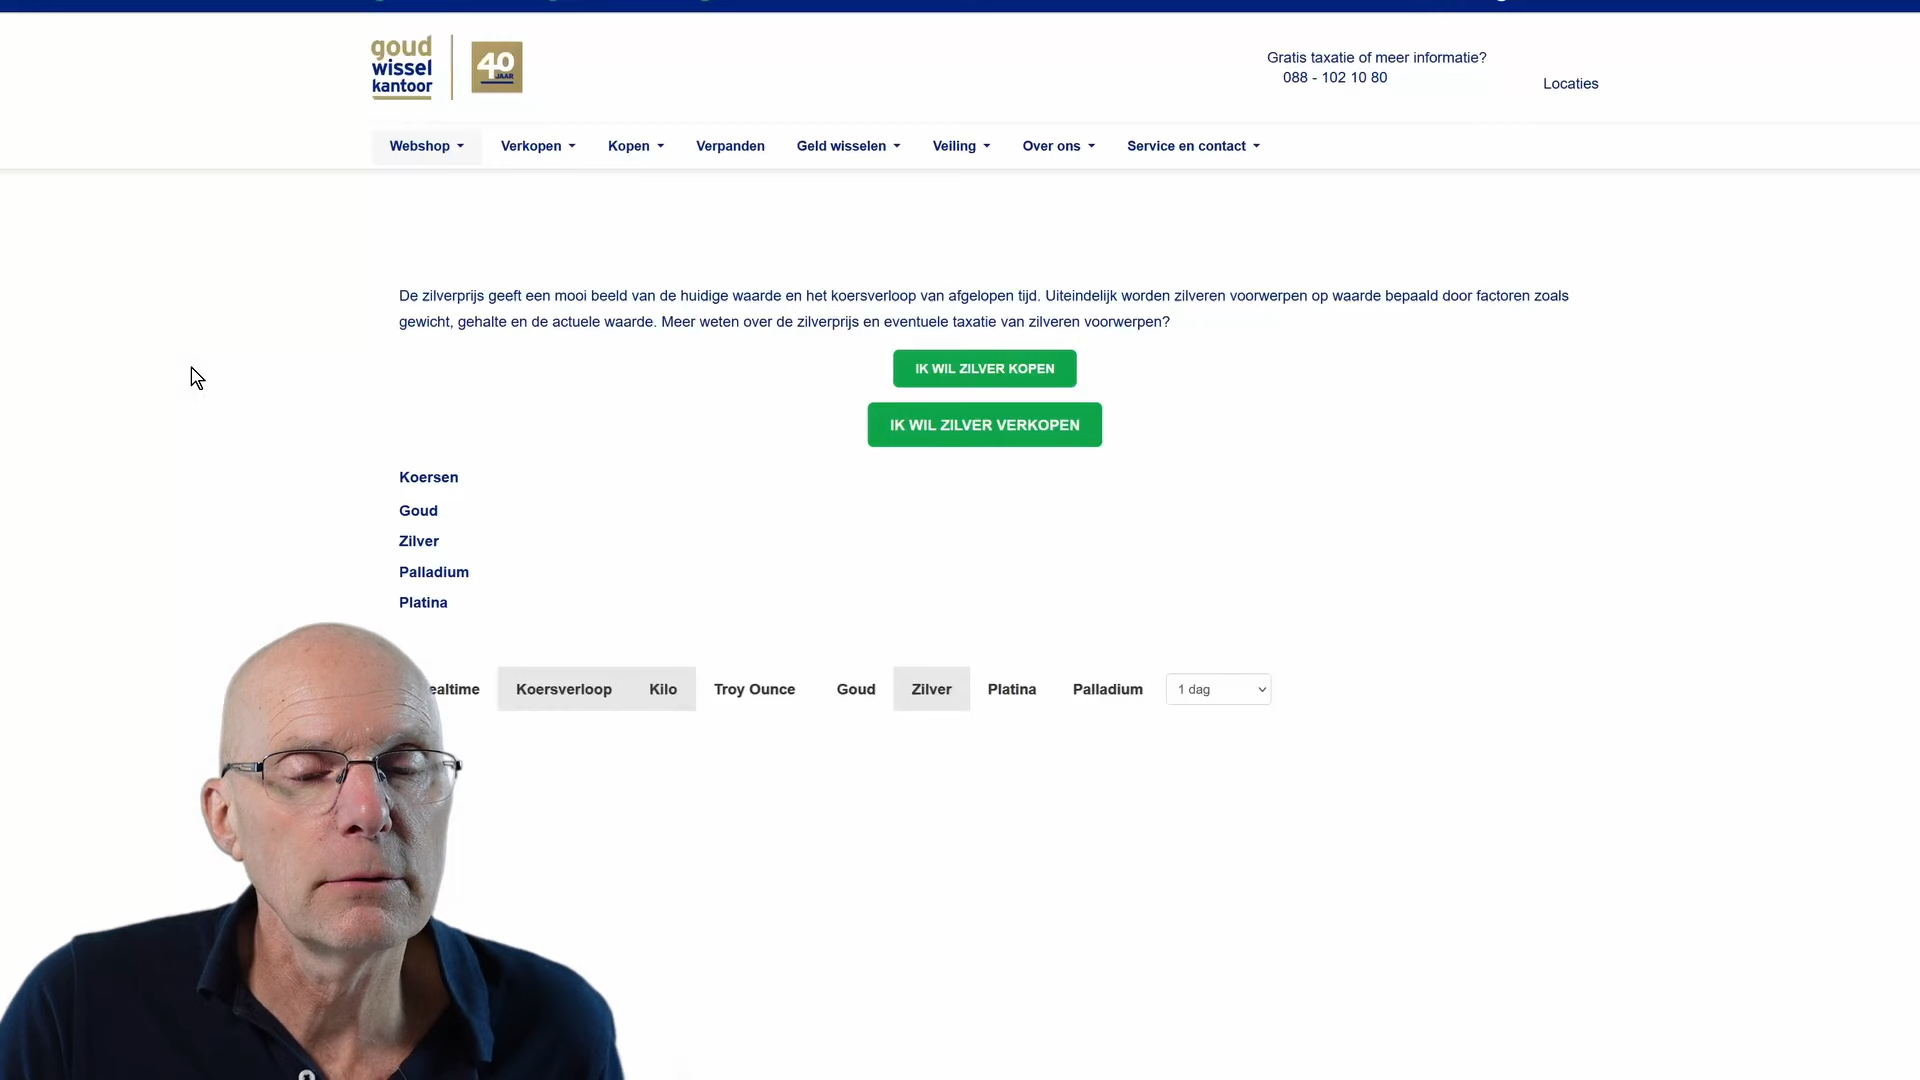 goud
wissel
kantoor
40
JAAR
Gratis taxatie of meer informatie?
088 - 102 10 80
Locaties
Webshop
Verkopen
Kopen
Verpanden
Geld wisselen
Veiling
Over ons
Service en contact
De zilverprijs geeft een mooi beeld van de huidige waarde en het koersverloop van afgelopen tijd. Uiteindelijk worden zilveren voorwerpen op waarde bepaald door factoren zoals
gewicht, gehalte en de actuele waarde. Meer weten over de zilverprijs en eventuele taxatie van zilveren voorwerpen?
IK WIL ZILVER KOPEN
IK WIL ZILVER VERKOPEN
Koersen
Goud
Zilver
Palladium
Platina
ealtime
Koersverloop
Kilo
Troy Ounce
Goud
Zilver
Platina
Palladium
1 dag